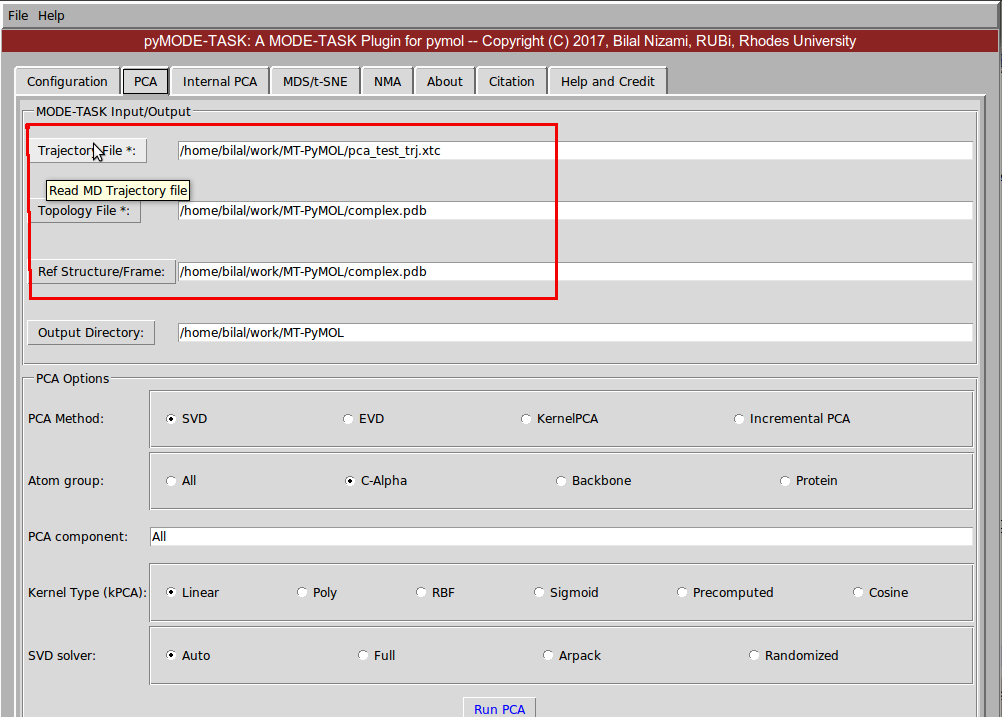 File Help
pyMODE-TASK: A MODE-TASK Plugin for pymol -- Copyright (C) 2017, Bilal Nizami, RUBi, Rhodes University
Configuration PCA Internal PCA MDS/t-SNE NMA About Citation Help and Credit
MODE-TASK Input/Output
Trajectory File *: /home/bilal/work/MT-PyMOL/pca_test_trj.xtc
Read MD Trajectory file
Topology File *: /home/bilal/work/MT-PyMOL/complex.pdb
Ref Structure/Frame: /home/bilal/work/MT-PyMOL/complex.pdb
Output Directory: /home/bilal/work/MT-PyMOL
PCA Options
PCA Method: SVD EVD KernelPCA Incremental PCA
Atom group: All C-Alpha Backbone Protein
PCA component: All
Kernel Type (kPCA): Linear Poly RBF Sigmoid Precomputed Cosine
SVD solver: Auto Full Arpack Randomized
Run PCA